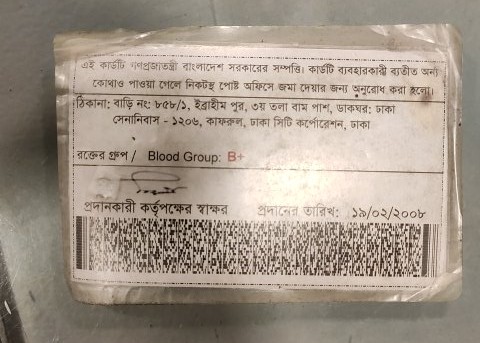 এই কার্ডটি গণপ্রজাতন্ত্রী বাংলাদেশ সরকারের সম্পত্তি। কার্ডটি ব্যবহারকারী ব্যতীত অন্য
কোথাও পাওয়া গেলে নিকটস্থ পোষ্ট অফিসে জমা দেয়ার জন্য অনুরোধ করা হলো।
ঠিকানা: বাড়ি নং: ৮৫৮/১, ইব্রাহীম পুর, ৩য় তলা বাম পাশ, ডাকঘর: ঢাকা
সেনানিবাস - ১২০৬, কাফরুল, ঢাকা সিটি কর্পোরেশন, ঢাকা
রক্তের গ্রুপ / Blood Group: B+
প্রদানকারী কর্তৃপক্ষের স্বাক্ষর প্রদানের তারিখ: ১৯/০২/২০০৮